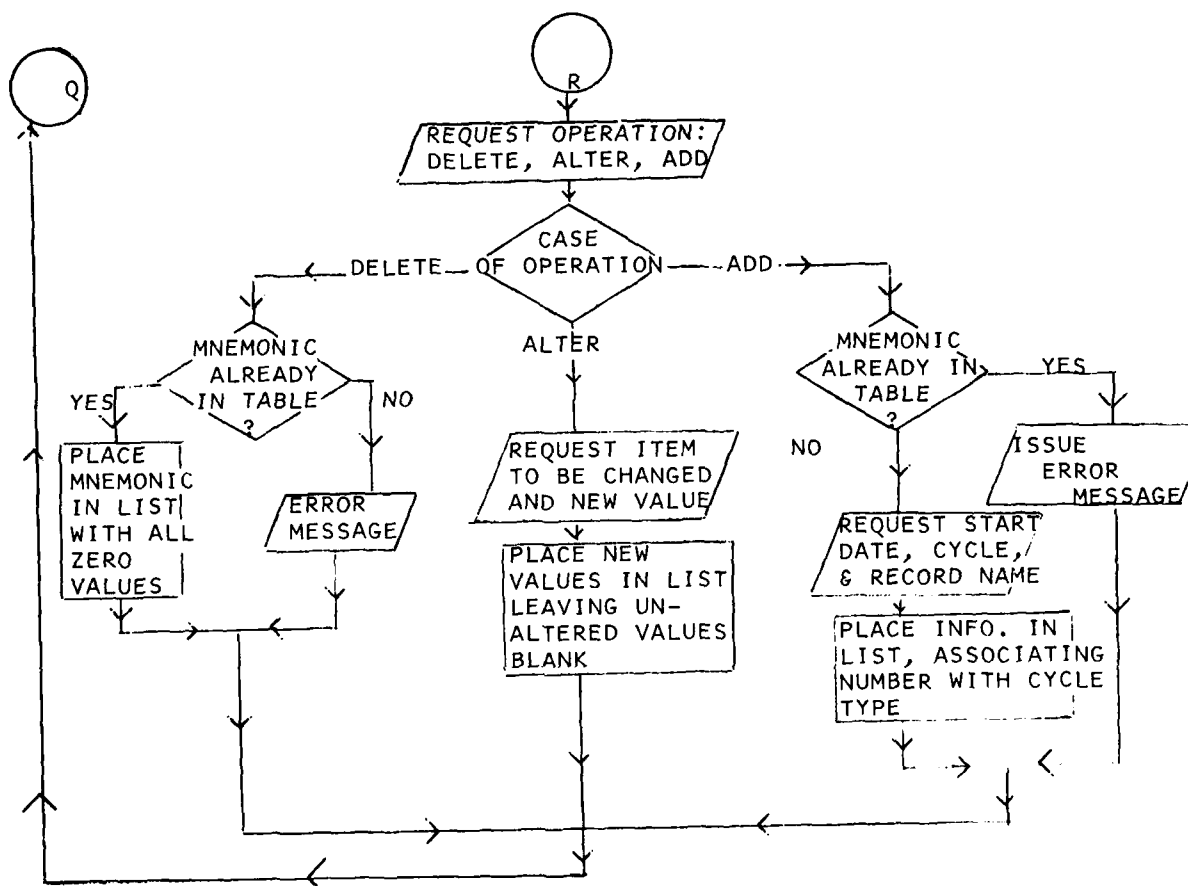 Q
R
REQUEST OPERATION:
DELETE, ALTER, ADD
CASE
OF OPERATION
DELETE
ADD
ALTER
MNEMONIC
ALREADY
IN TABLE
?
YES
NO
PLACE
MNEMONIC
IN LIST
WITH ALL
ZERO
VALUES
ERROR
MESSAGE
REQUEST ITEM
TO BE CHANGED
AND NEW VALUE
PLACE NEW
VALUES IN LIST
LEAVING UN-
ALTERED VALUES
BLANK
MNEMONIC
ALREADY IN
TABLE
?
YES
NO
ISSUE
ERROR
MESSAGE
REQUEST START
DATE, CYCLE,
& RECORD NAME
PLACE INFO. IN
LIST, ASSOCIATING
NUMBER WITH CYCLE
TYPE